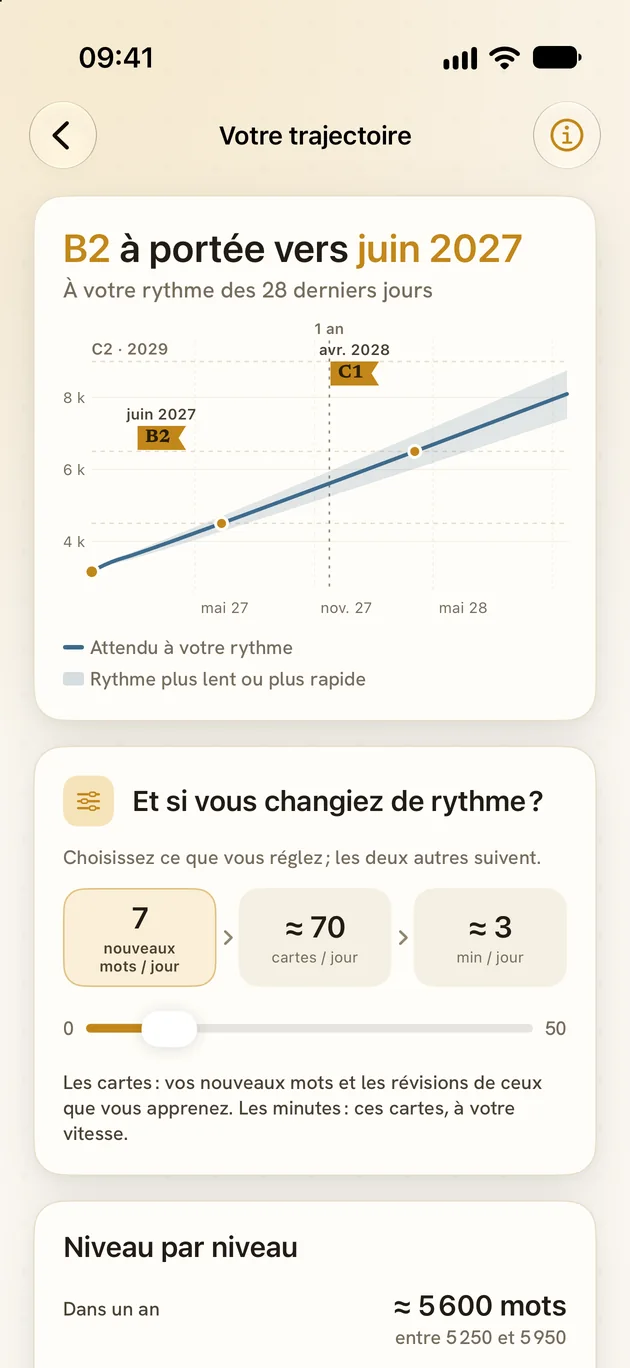 09:41
Votre trajectoire
B2 à portée vers juin 2027
À votre rythme des 28 derniers jours
1 an
C2 · 2029
avr. 2028
C1
8 k
juin 2027
B2
6 k
4 k
mai 27
nov. 27
mai 28
Attendu à votre rythme
Rythme plus lent ou plus rapide
Et si vous changiez de rythme ?
Choisissez ce que vous réglez ; les deux autres suivent.
7
nouveaux
mots / jour
≈ 70
cartes / jour
≈ 3
min / jour
0
50
Les cartes : vos nouveaux mots et les révisions de ceux
que vous apprenez. Les minutes : ces cartes, à votre
vitesse.
Niveau par niveau
Dans un an
≈ 5 600 mots
entre 5 250 et 5 950